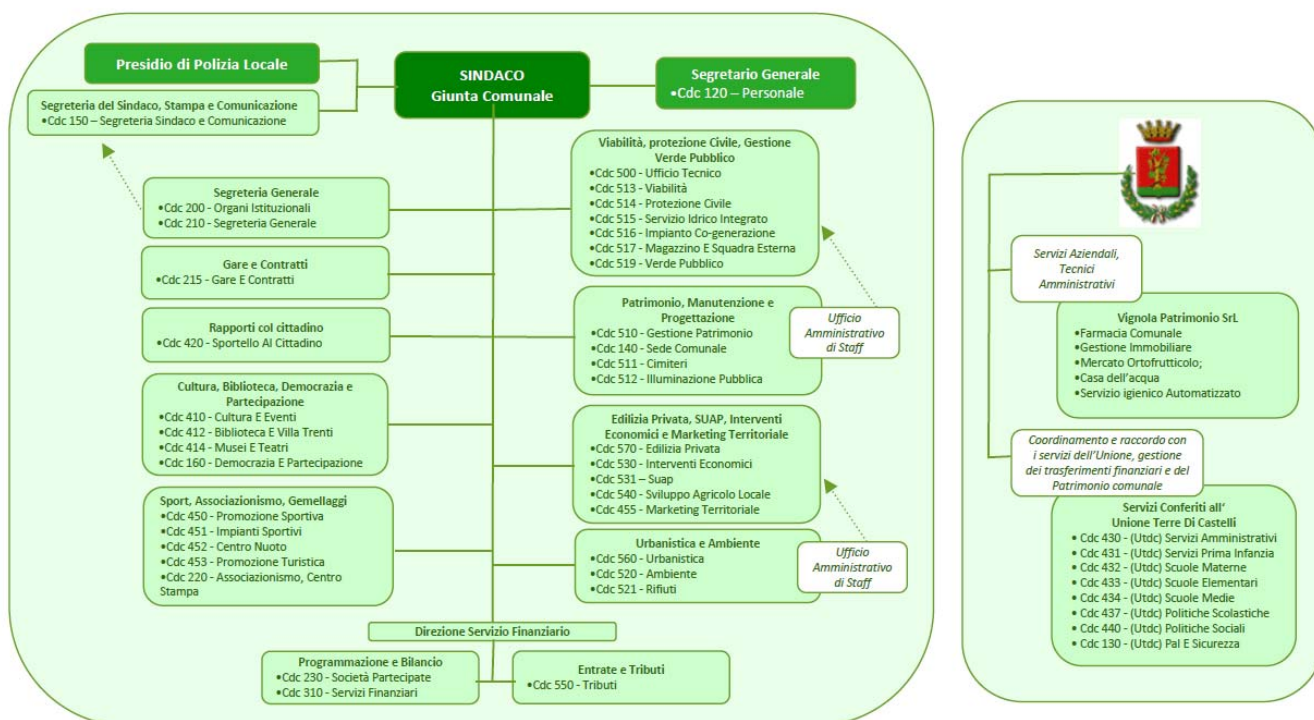 Presidio di Polizia Locale
SINDACO
Giunta Comunale
Segretario Generale
•Cdc 120 – Personale
Segreteria del Sindaco, Stampa e Comunicazione
•Cdc 150 – Segreteria Sindaco e Comunicazione
Segreteria Generale
•Cdc 200 - Organi Istituzionali
•Cdc 210 - Segreteria Generale
Gare e Contratti
•Cdc 215 - Gare E Contratti
Rapporti col cittadino
•Cdc 420 - Sportello Al Cittadino
Cultura, Biblioteca, Democrazia e
Partecipazione
•Cdc 410 - Cultura E Eventi
•Cdc 412 - Biblioteca E Villa Trenti
•Cdc 414 - Musei E Teatri
•Cdc 160 - Democrazia E Partecipazione
Sport, Associazionismo, Gemellaggi
•Cdc 450 - Promozione Sportiva
•Cdc 451 - Impianti Sportivi
•Cdc 452 - Centro Nuoto
•Cdc 453 - Promozione Turistica
•Cdc 220 - Associazionismo, Centro
Stampa
Viabilità, protezione Civile, Gestione
Verde Pubblico
•Cdc 500 - Ufficio Tecnico
•Cdc 513 - Viabilità
•Cdc 514 - Protezione Civile
•Cdc 515 - Servizio Idrico Integrato
•Cdc 516 - Impianto Co-generazione
•Cdc 517 - Magazzino E Squadra Esterna
•Cdc 519 - Verde Pubblico
Patrimonio, Manutenzione e
Progettazione
•Cdc 510 - Gestione Patrimonio
•Cdc 140 - Sede Comunale
•Cdc 511 - Cimiteri
•Cdc 512 - Illuminazione Pubblica
Ufficio
Amministrativo
di Staff
Edilizia Privata, SUAP, Interventi
Economici e Marketing Territoriale
•Cdc 570 - Edilizia Privata
•Cdc 530 - Interventi Economici
•Cdc 531 – Suap
•Cdc 540 - Sviluppo Agricolo Locale
•Cdc 455 - Marketing Territoriale
Urbanistica e Ambiente
•Cdc 560 - Urbanistica
•Cdc 520 - Ambiente
•Cdc 521 - Rifiuti
Ufficio
Amministrativo
di Staff
Direzione Servizio Finanziario
Programmazione e Bilancio
•Cdc 230 - Società Partecipate
•Cdc 310 - Servizi Finanziari
Entrate e Tributi
•Cdc 550 - Tributi
Servizi Aziendali,
Tecnici
Amministrativi
Vignola Patrimonio SrL
•Farmacia Comunale
•Gestione Immobiliare
•Mercato Ortofrutticolo;
•Casa dell'acqua
•Servizio igienico Automatizzato
Coordinamento e raccordo con
i servizi dell'Unione, gestione
dei trasferimenti finanziari e del
Patrimonio comunale
Servizi Conferiti all'
Unione Terre Di Castelli
•Cdc 430 - (Utdc) Servizi Amministrativi
•Cdc 431 - (Utdc) Servizi Prima Infanzia
•Cdc 432 - (Utdc) Scuole Materne
•Cdc 433 - (Utdc) Scuole Elementari
•Cdc 434 - (Utdc) Scuole Medie
•Cdc 437 - (Utdc) Politiche Scolastiche
•Cdc 440 - (Utdc) Politiche Sociali
•Cdc 130 - (Utdc) Pal E Sicurezza